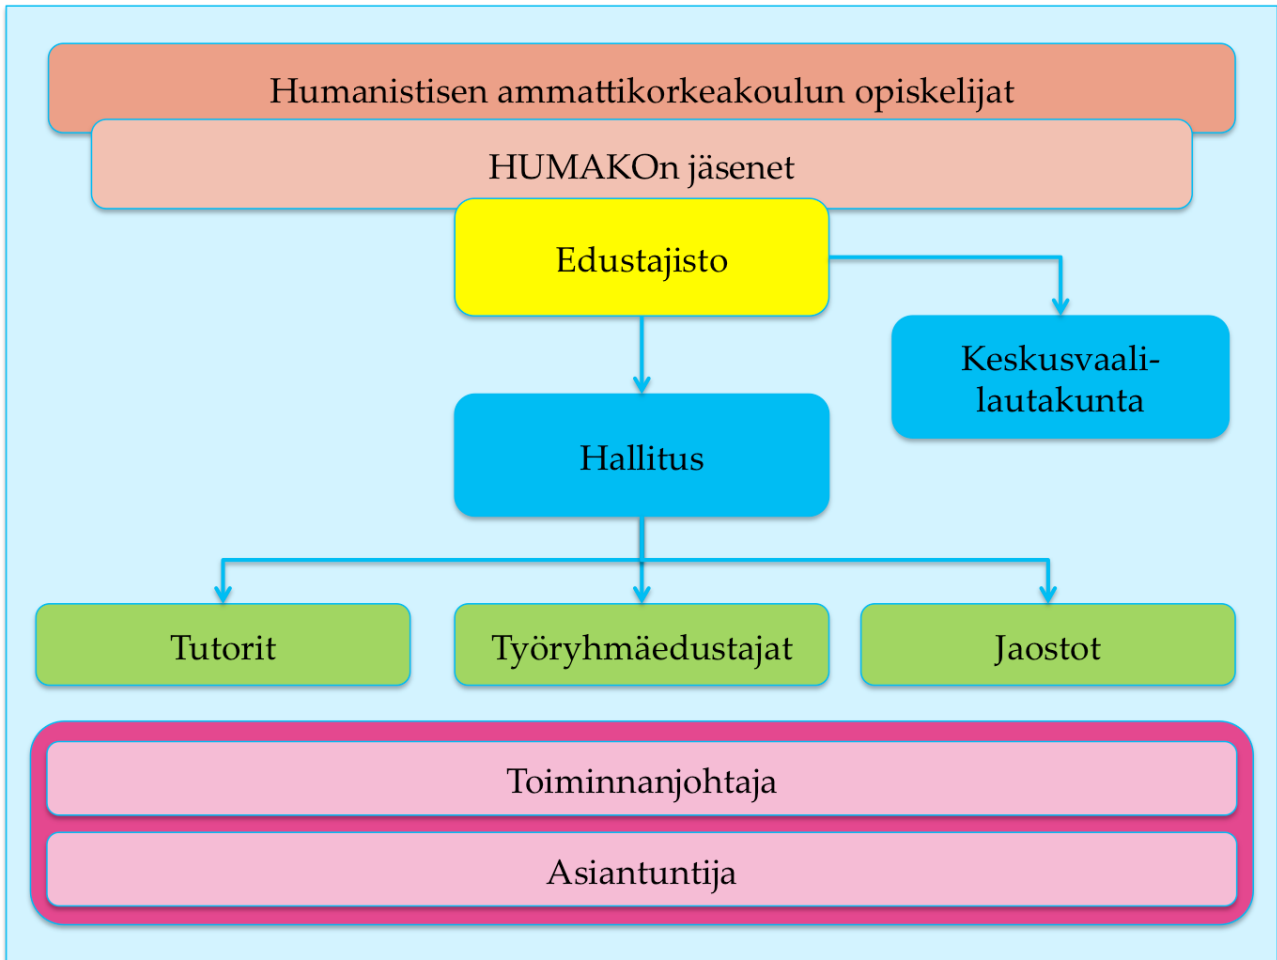 Humanistisen ammattikorkeakoulun opiskelijat
HUMAKOn jäsenet
Edustajisto
Keskusvaali-
lautakunta
Hallitus
Tutorit
Työryhmäedustajat
Jaostot
Toiminnanjohtaja
Asiantuntija